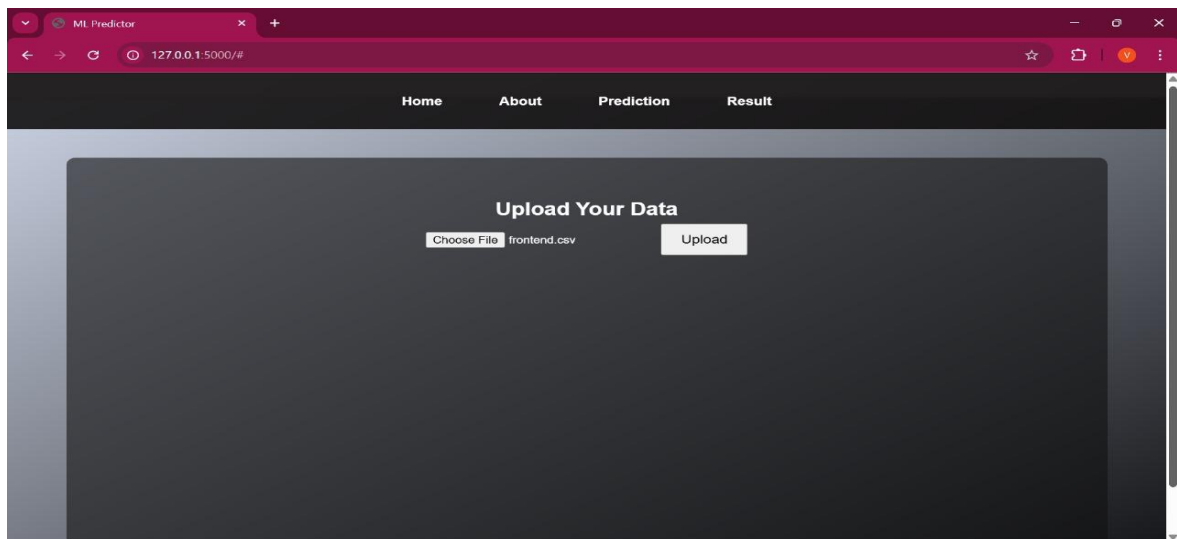 ML Predictor
127.0.0.1:5000/#
V
Home About Prediction Result
Upload Your Data
Choose File frontend.csv Upload